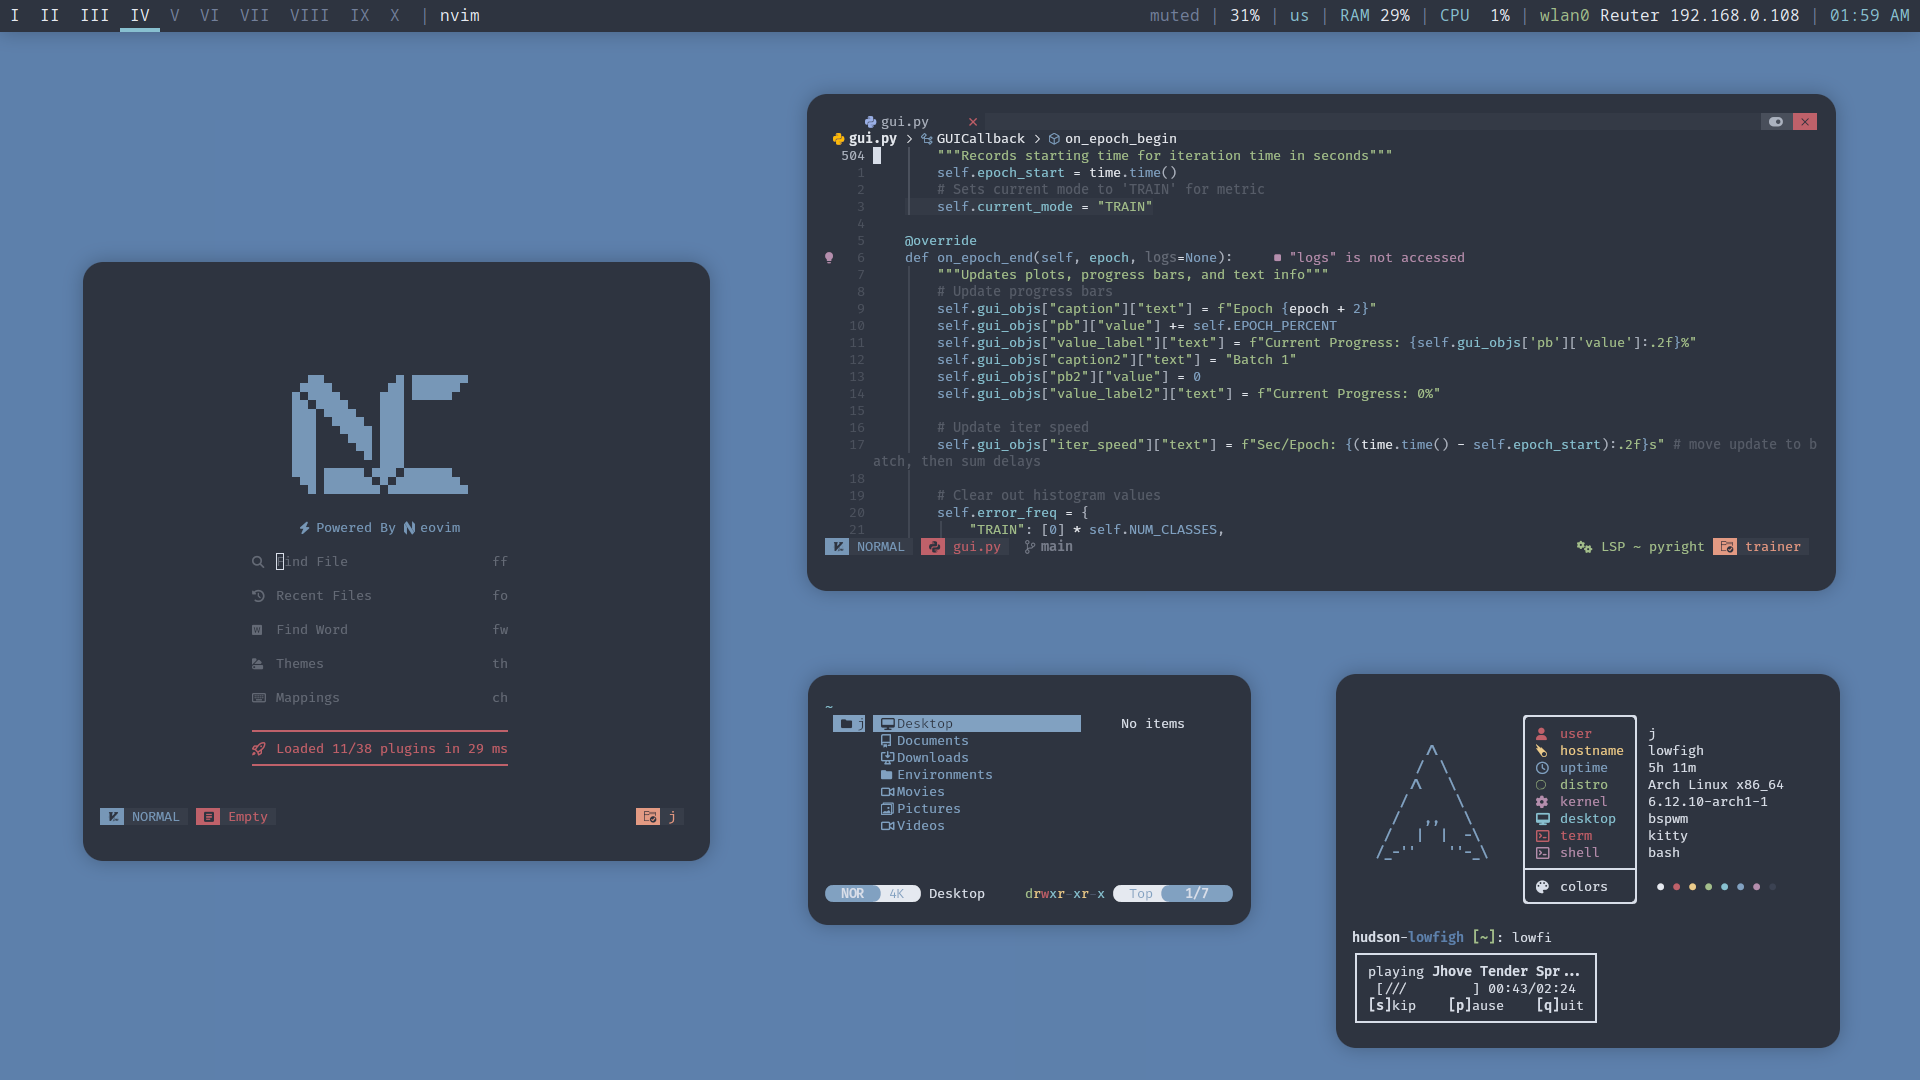 I II III IV V VI VII VIII IX X | nvim
muted | 31% | us | RAM 29% | CPU 1% | wlan0 Reuter 192.168.0.108 | 01:59 AM
Powered By eovim
Find File ff
Recent Files fo
Find Word fw
Themes th
Mappings ch
Loaded 11/38 plugins in 29 ms
NORMAL Empty j
gui.py
gui.py > GUICallback > on_epoch_begin
504 """Records starting time for iteration time in seconds"""
1 self.epoch_start = time.time()
2 # Sets current mode to 'TRAIN' for metric
3 self.current_mode = "TRAIN"
4
5 @override
6 def on_epoch_end(self, epoch, logs=None): ■ "logs" is not accessed
7 """Updates plots, progress bars, and text info"""
8 # Update progress bars
9 self.gui_objs["caption"]["text"] = f"Epoch {epoch + 2}"
10 self.gui_objs["pb"]["value"] += self.EPOCH_PERCENT
11 self.gui_objs["value_label"]["text"] = f"Current Progress: {self.gui_objs['pb']['value']:.2f}%"
12 self.gui_objs["caption2"]["text"] = "Batch 1"
13 self.gui_objs["pb2"]["value"] = 0
14 self.gui_objs["value_label2"]["text"] = f"Current Progress: 0%"
15
16 # Update iter speed
17 self.gui_objs["iter_speed"]["text"] = f"Sec/Epoch: {(time.time() - self.epoch_start):.2f}s" # move update to b
atch, then sum delays
18
19 # Clear out histogram values
20 self.error_freq = {
21 "TRAIN": [0] * self.NUM_CLASSES,
NORMAL gui.py main LSP ~ pyright trainer
~
j Desktop No items
Documents
Downloads
Environments
Movies
Pictures
Videos
NOR 4K Desktop drwxr-xr-x Top 1/7
user j
hostname lowfigh
uptime 5h 11m
distro Arch Linux x86_64
kernel 6.12.10-arch1-1
desktop bspwm
term kitty
shell bash
colors
hudson-lowfigh [~]: lowfi
playing Jhove Tender Spr...
[/// ] 00:43/02:24
[s]kip [p]ause [q]uit